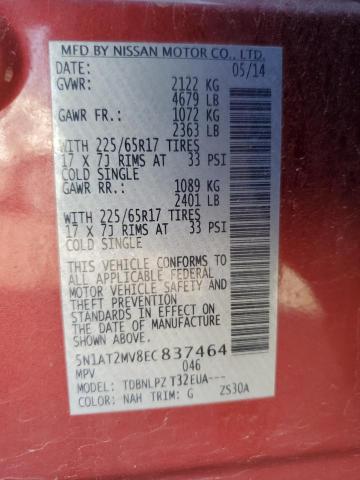 MFD BY NISSAN MOTOR CO., LTD.
DATE: 05/14
GVWR: 2122 KG
4679 LB
GAWR FR.: 1072 KG
2363 LB
WITH 225/65R17 TIRES
17 X 7J RIMS AT 33 PSI
COLD SINGLE
GAWR RR.: 1089 KG
2401 LB
WITH 225/65R17 TIRES
17 X 7J RIMS AT 33 PSI
COLD SINGLE
THIS VEHICLE CONFORMS TO
ALL APPLICABLE FEDERAL
MOTOR VEHICLE SAFETY AND
THEFT PREVENTION
STANDARDS IN EFFECT ON THE
DATE OF MANUFACTURE
5N1AT2MV8EC837464
MPV 046
MODEL: TDBNLPZ T32EUA---
COLOR: NAH TRIM: G ZS30A